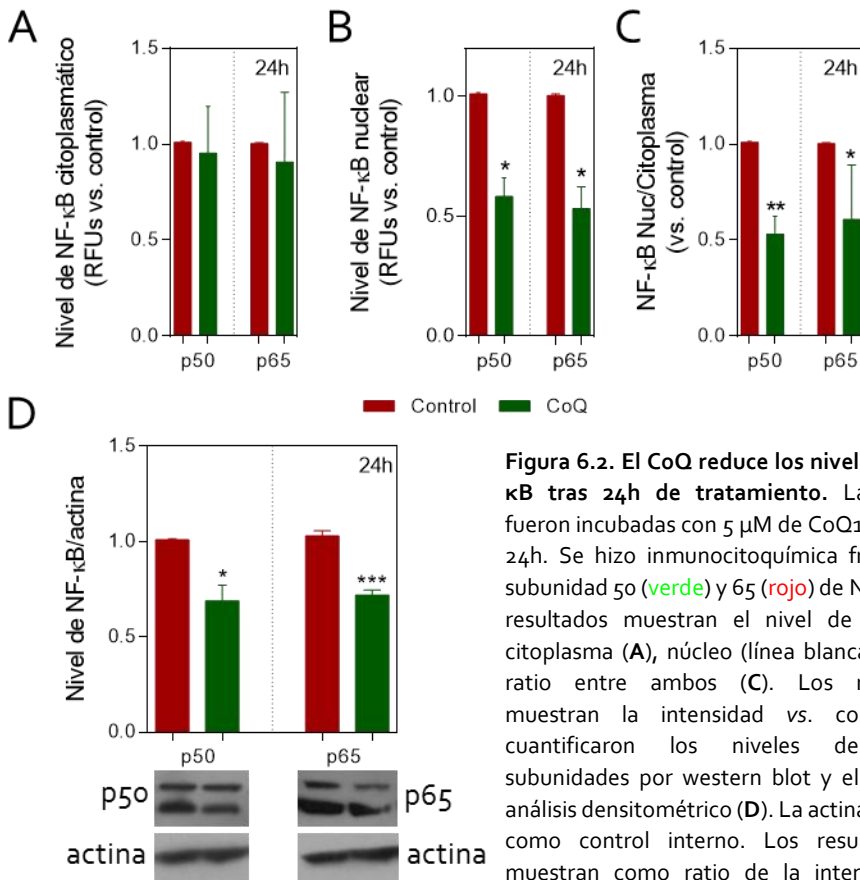 A
B
C
Nivel de NF-κB citoplasmático
(RFUs vs. control)
1.5
1.0
0.5
0.0
24h
p50
p65
Nivel de NF-κB nuclear
(RFUs vs. control)
1.0
0.5
0.0
24h
*
*
p50
p65
NF-κB Nuc/Citoplasma
(vs. control)
1.5
1.0
0.5
0.0
24h
**
*
p50
p65
Control
CoQ
D
Nivel de NF-κB/actina
1.5
1.0
0.5
0.0
24h
*
***
p50
p65
p50
p65
actina
actina
Figura 6.2. El CoQ reduce los nivel
κB tras 24h de tratamiento. La
fueron incubadas con 5 µM de CoQ1
24h. Se hizo inmunocitoquímica fr
subunidad 50 (verde) y 65 (rojo) de N
resultados muestran el nivel de
citoplasma (A), núcleo (línea blanca
ratio entre ambos (C). Los r
muestran la intensidad vs. co
cuantificaron los niveles de
subunidades por western blot y el
análisis densitométrico (D). La actina
como control interno. Los resu
muestran como ratio de la inten